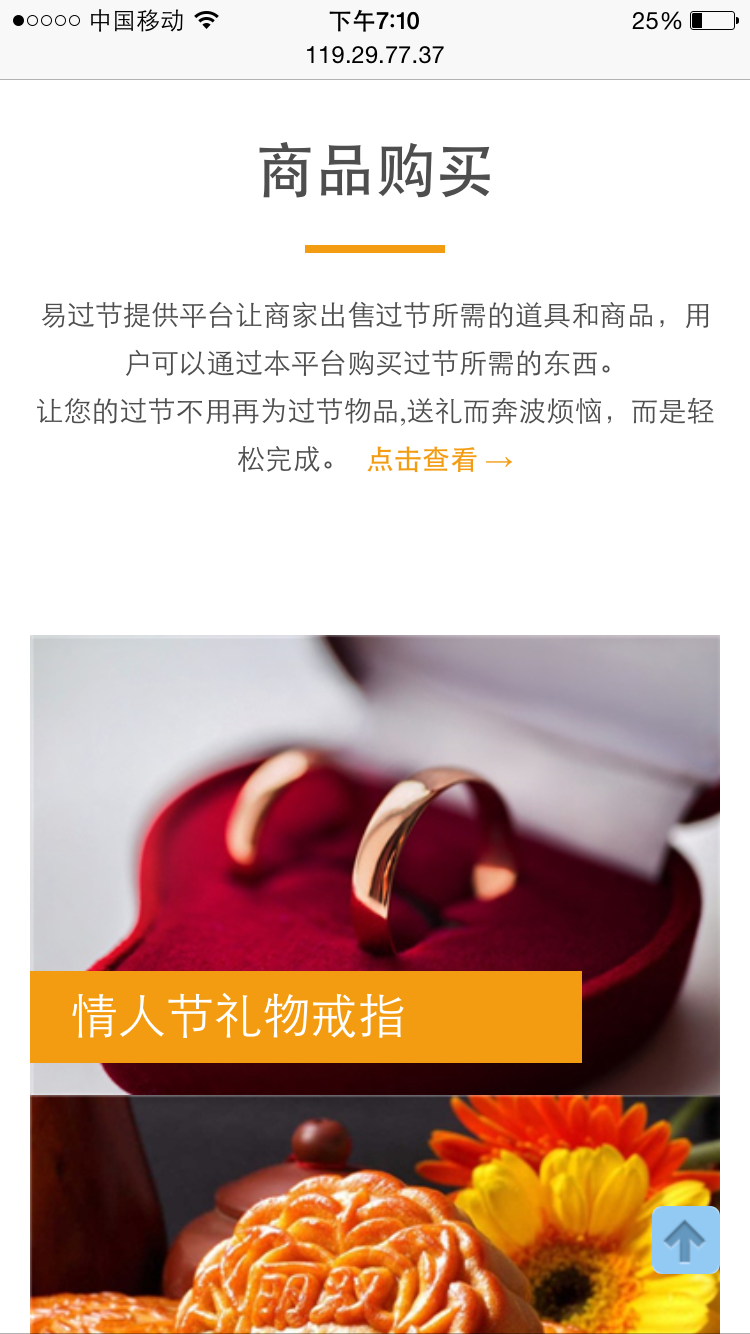 中国移动 下午7:10 25%
119.29.77.37
商品购买
易过节提供平台让商家出售过节所需的道具和商品，用
户可以通过本平台购买过节所需的东西。
让您的过节不用再为过节物品,送礼而奔波烦恼，而是轻
松完成。 点击查看 →
情人节礼物戒指